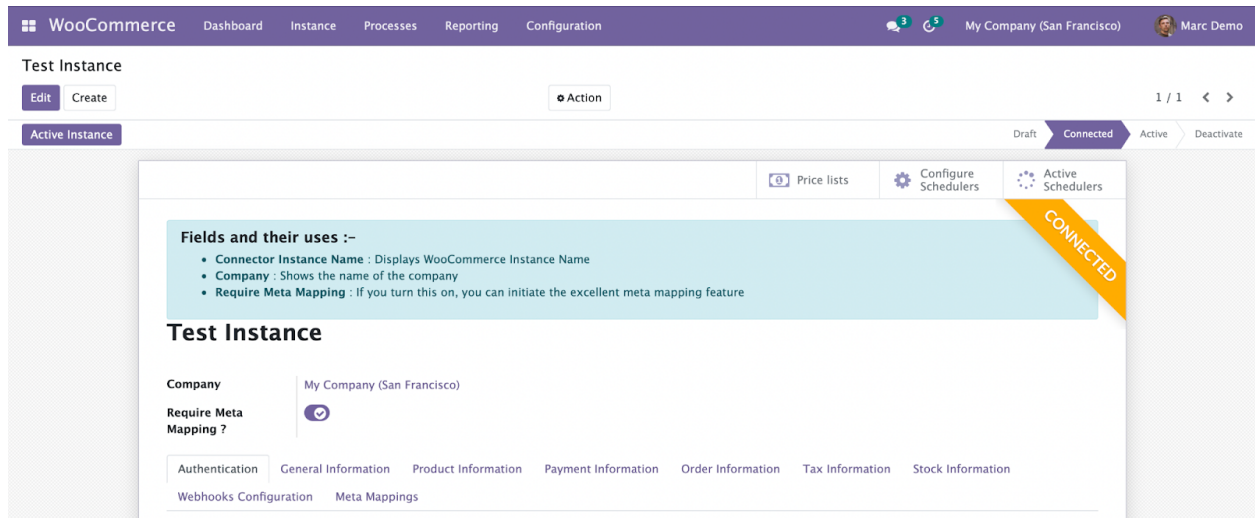 WooCommerce Dashboard Instance Processes Reporting Configuration 3 5 My Company (San Francisco) Marc Demo
Test Instance
Edit Create Action 1 / 1
Active Instance Draft Connected Active Deactivate
Price lists Configure Schedulers Active Schedulers
CONNECTED
Fields and their uses :-
• Connector Instance Name : Displays WooCommerce Instance Name
• Company : Shows the name of the company
• Require Meta Mapping : If you turn this on, you can initiate the excellent meta mapping feature
Test Instance
Company My Company (San Francisco)
Require Meta
Mapping ?
Authentication General Information Product Information Payment Information Order Information Tax Information Stock Information
Webhooks Configuration Meta Mappings